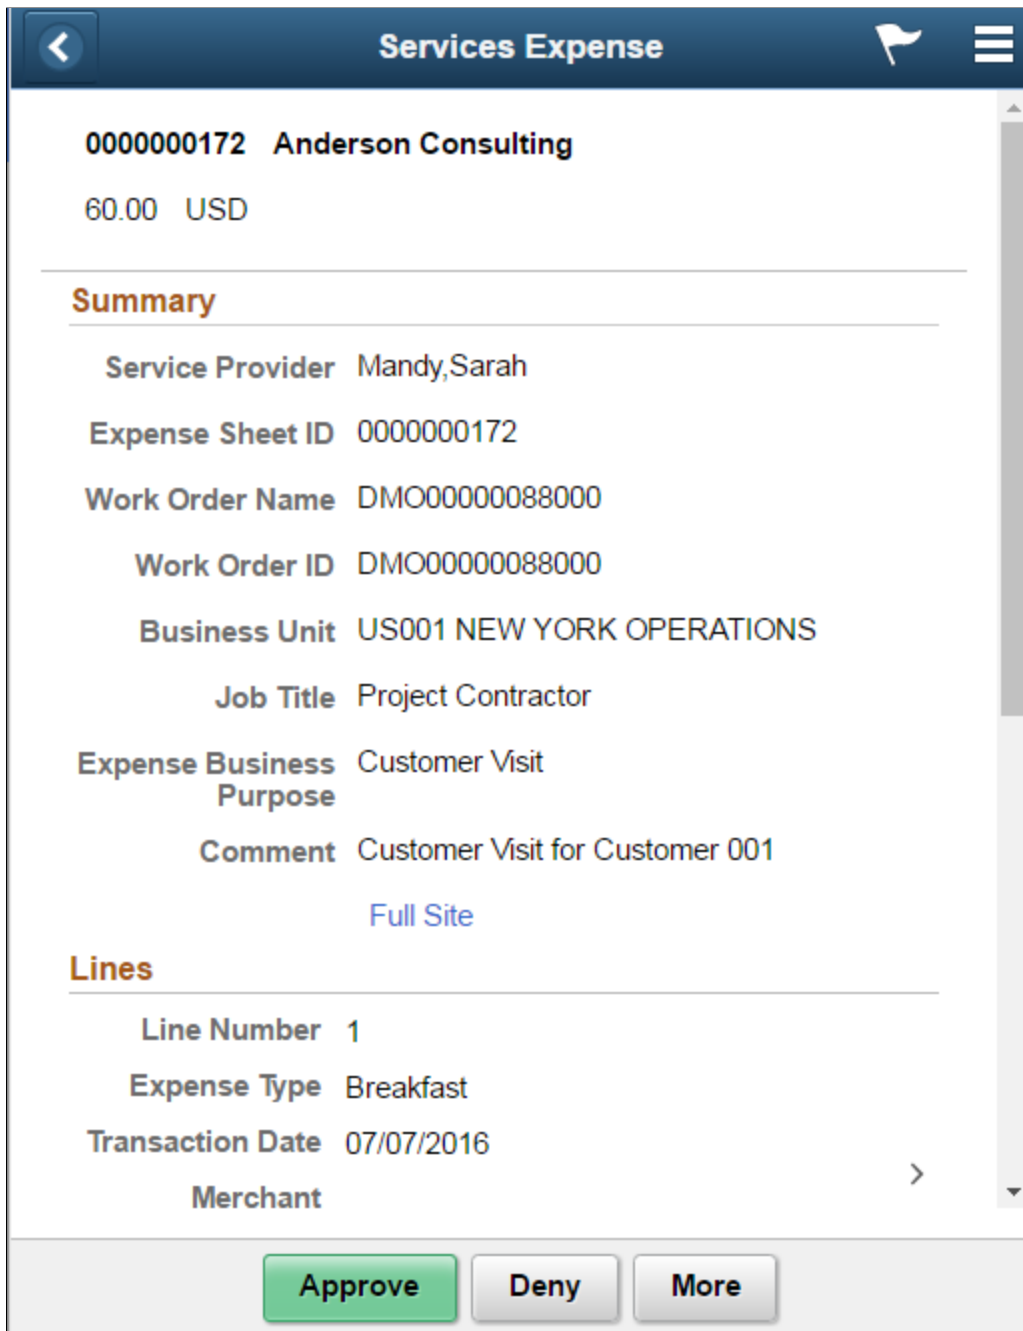 Services Expense
0000000172 Anderson Consulting
60.00 USD
Summary
Service Provider Mandy,Sarah
Expense Sheet ID 0000000172
Work Order Name DMO00000088000
Work Order ID DMO00000088000
Business Unit US001 NEW YORK OPERATIONS
Job Title Project Contractor
Expense Business Customer Visit
Purpose
Comment Customer Visit for Customer 001
Full Site
Lines
Line Number 1
Expense Type Breakfast
Transaction Date 07/07/2016
Merchant
Approve Deny More